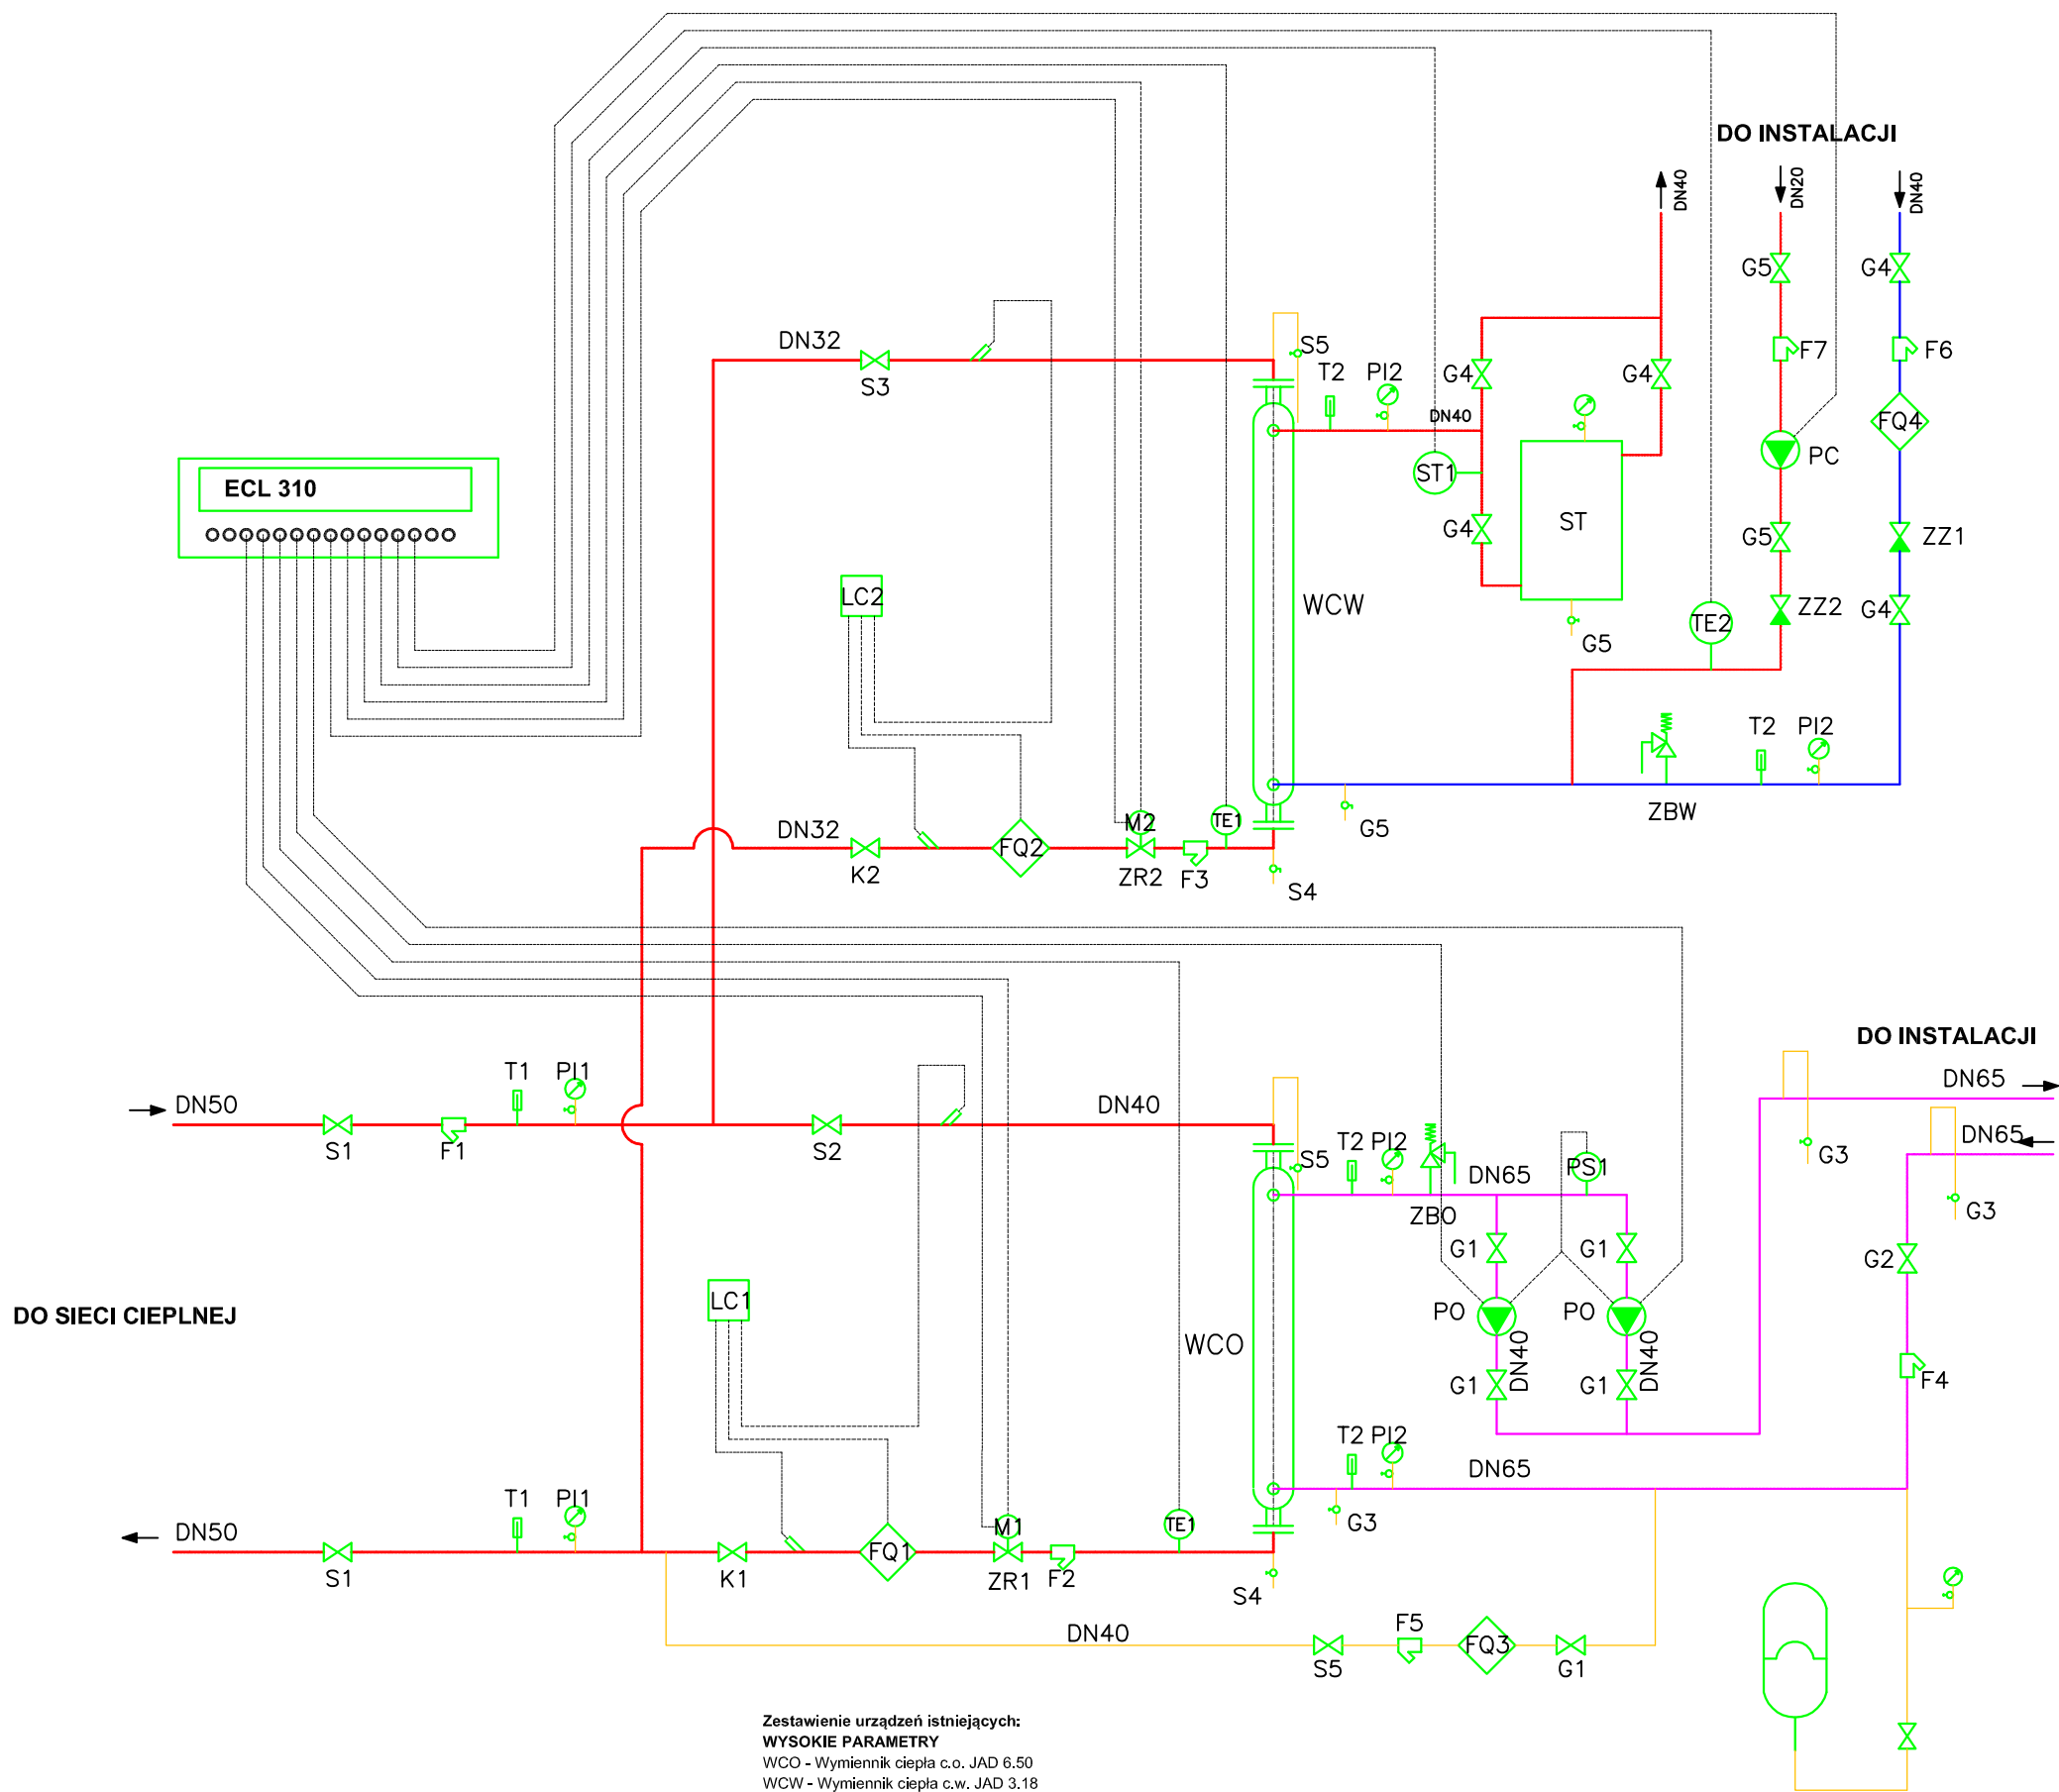 DO INSTALACJI
DN40
DN20
DN40
G5
G4
DN32
S3
S5
T2
PI2
G4
G4
F7
F6
DN40
FQ4
PC
ECL 310
ST1
G4
ST
G5
ZZ1
LC2
WCW
TE2
ZZ2
G4
G5
T2
PI2
ZBW
DN32
M2
TE1
G5
FQ2
K2
ZR2
F3
S4
DO INSTALACJI
T1
PI1
DN65
DN50
DN40
DN65
S1
F1
S2
S5
T2
PI2
PS1
G3
DN65
ZBO
G3
G1
G1
G2
DO SIECI CIEPLNEJ
LC1
PO
PO
WCO
DN40
DN40
G1
G1
F4
T2
PI2
DN65
T1
PI1
G3
DN50
M1
TE1
FQ1
S1
K1
ZR1
F2
S4
DN40
F5
FQ3
S5
G1
Zestawienie urządzeń istniejących:
WYSOKIE PARAMETRY
WCO - Wymiennik ciepła c.o. JAD 6.50
WCW - Wymiennik ciepła c.w. JAD 3.18